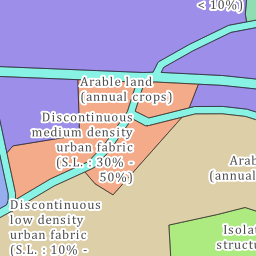 < 10%)
Arable land
(annual crops)
Discontinuous
medium density
urban fabric
(S.L. : 30% -
50%)
Arab
(annual
Discontinuous
low density
urban fabric
(S.L. : 10% -
Isolat
structu